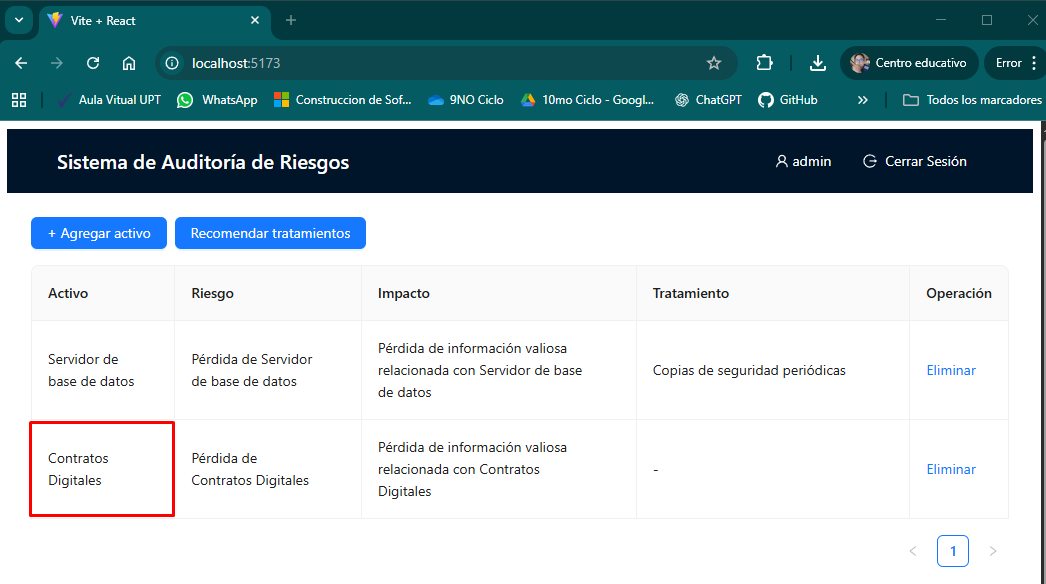 Vite + React
localhost:5173
Centro educativo
Error
Aula Vitual UPT
WhatsApp
Construccion de Sof...
9NO Ciclo
10mo Ciclo - Googl...
ChatGPT
GitHub
»
Todos los marcadores
Sistema de Auditoría de Riesgos
admin
Cerrar Sesión
+ Agregar activo
Recomendar tratamientos
Activo
Riesgo
Impacto
Tratamiento
Operación
Servidor de
base de datos
Pérdida de Servidor
de base de datos
Pérdida de información valiosa
relacionada con Servidor de base
de datos
Copias de seguridad periódicas
Eliminar
Contratos
Digitales
Pérdida de
Contratos Digitales
Pérdida de información valiosa
relacionada con Contratos
Digitales
-
Eliminar
< 1 >